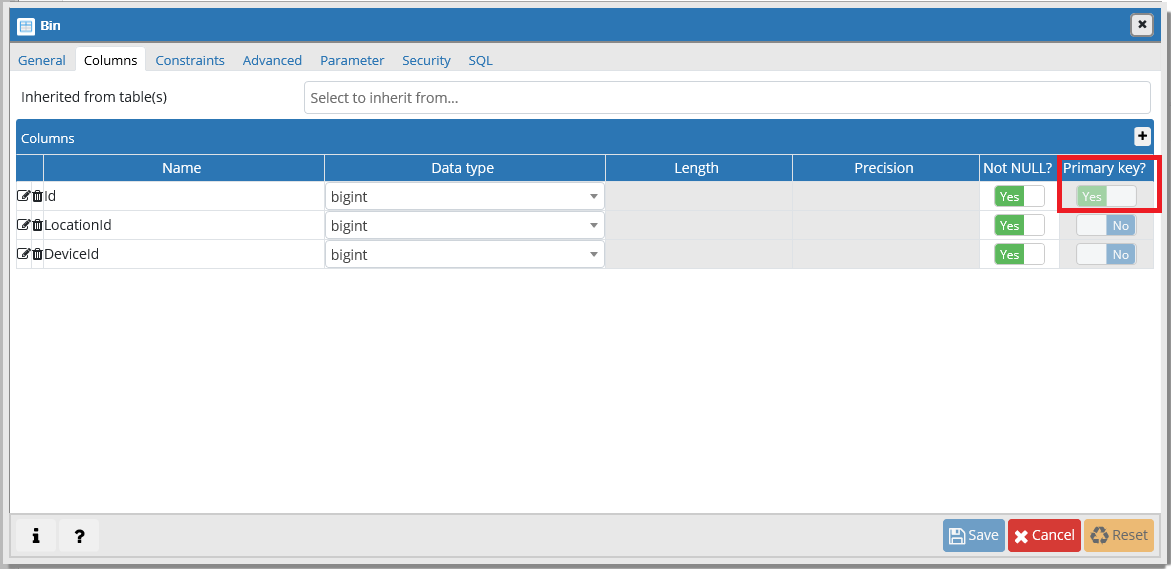 Bin
General Columns Constraints Advanced Parameter Security SQL
Inherited from table(s) Select to inherit from...
Columns
Name Data type Length Precision Not NULL? Primary key?
Id bigint Yes Yes
LocationId bigint Yes No
DeviceId bigint Yes No
i ? Save Cancel Reset